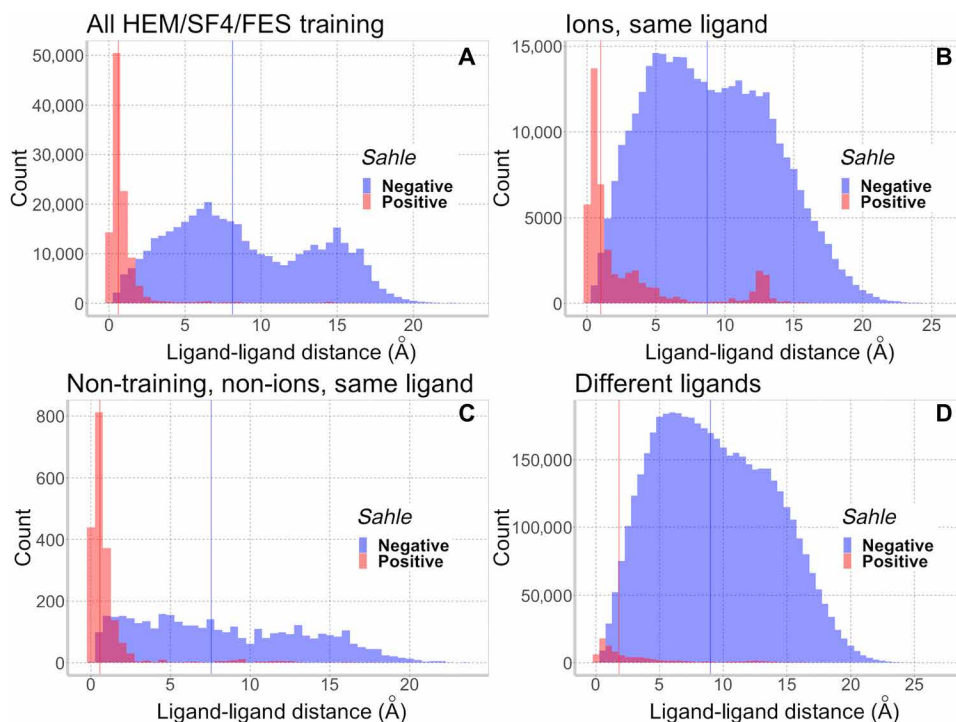 All HEM/SF4/FES training
A
50,000
40,000
30,000
20,000
10,000
0
Count
Sahle
Negative
Positive
0 5 10 15 20
Ligand-ligand distance (Å)
Ions, same ligand
B
15,000
10,000
5000
0
Count
Sahle
Negative
Positive
0 5 10 15 20 25
Ligand-ligand distance (Å)
Non-training, non-ions, same ligand
C
800
600
400
200
0
Count
Sahle
Negative
Positive
0 5 10 15 20
Ligand-ligand distance (Å)
Different ligands
D
150,000
100,000
50,000
0
Count
Sahle
Negative
Positive
0 5 10 15 20 25
Ligand-ligand distance (Å)